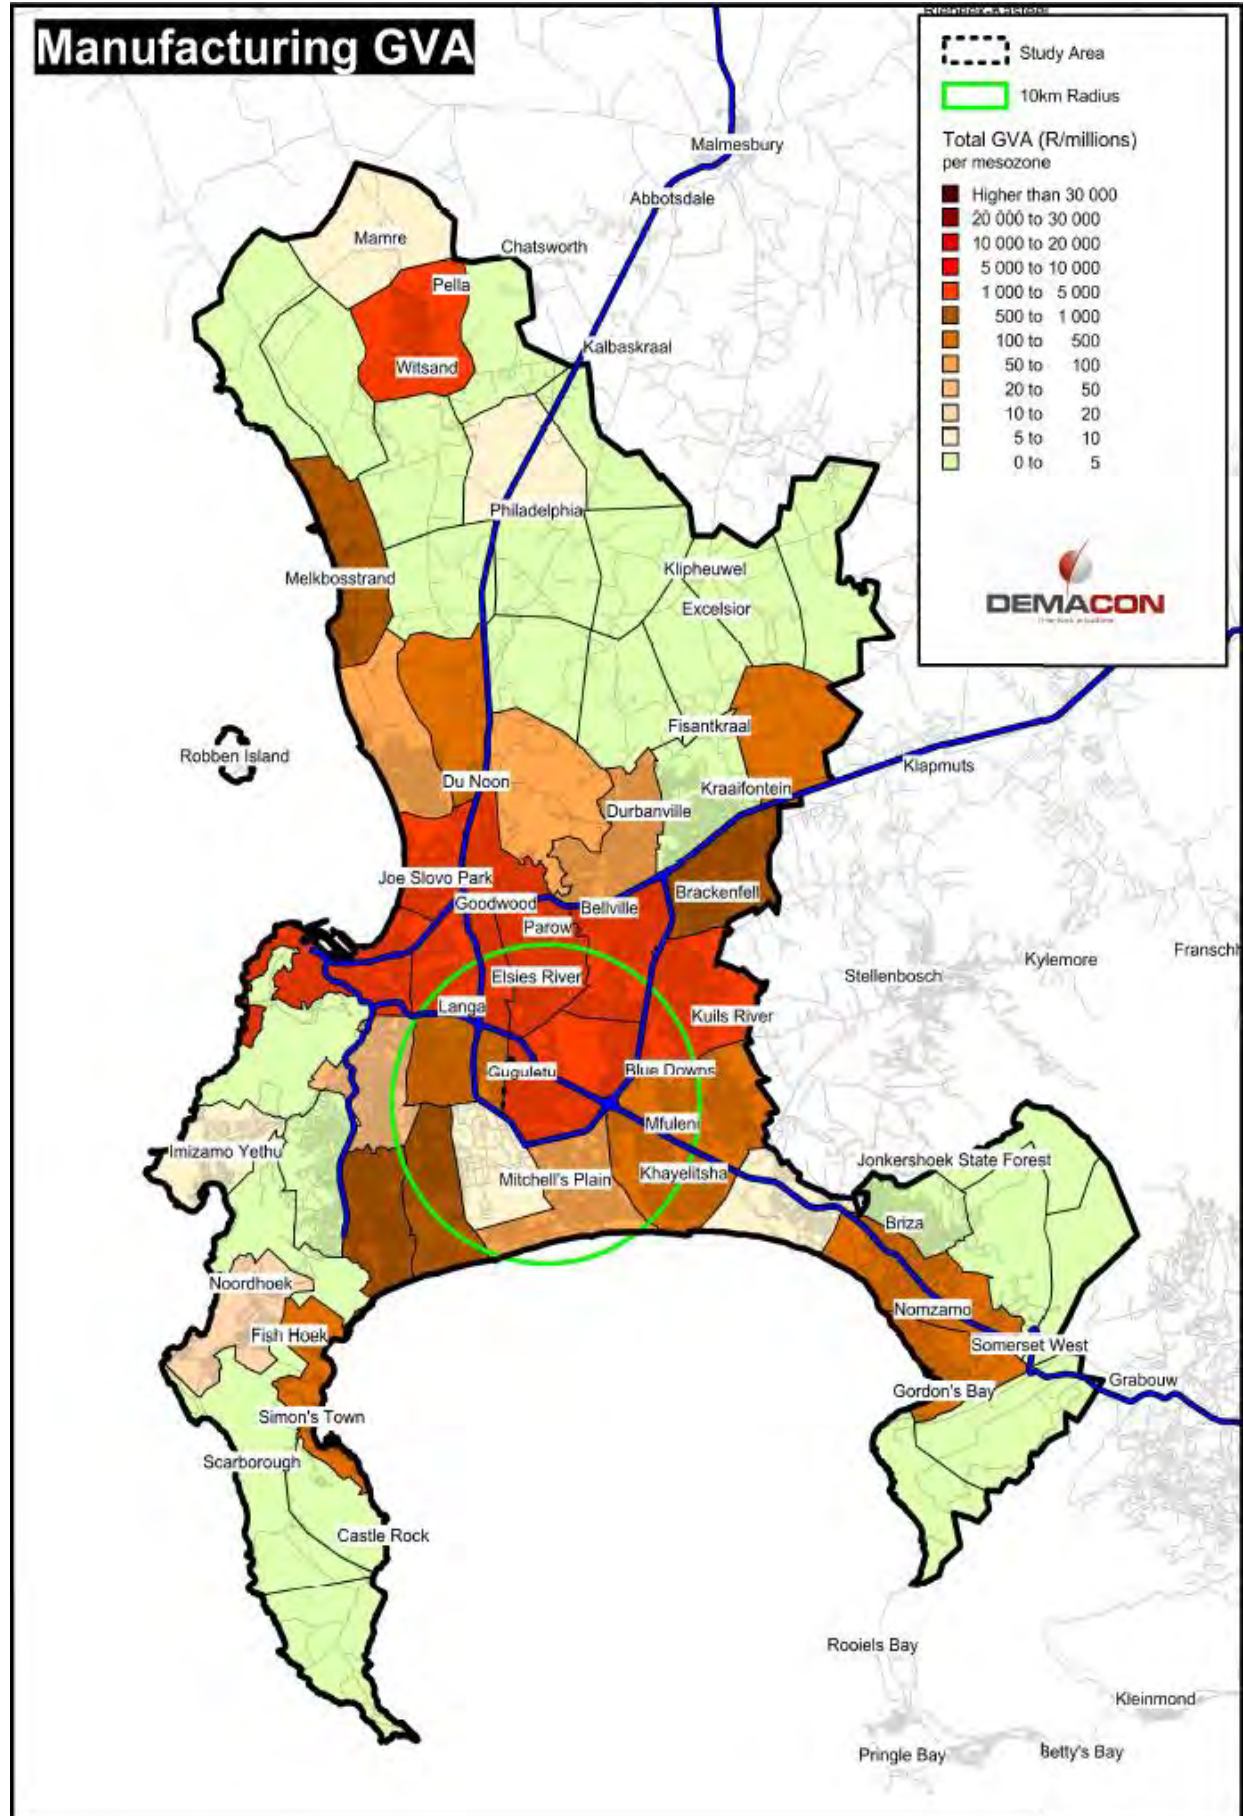 Manufacturing GVA
Study Area
10km Radius
Total GVA (R/millions)
per mesozone
Higher than 30 000
20 000 to 30 000
10 000 to 20 000
5 000 to 10 000
1 000 to 5 000
500 to 1 000
100 to 500
50 to 100
20 to 50
10 to 20
5 to 10
0 to 5
DEMACON
Malmesbury
Abbotsdale
Mamre
Chatsworth
Pella
Kalbaskraal
Witsand
Philadelphia
Klipheuwel
Melkbosstrand
Excelsior
Fisantkraal
Robben Island
Klapmuts
Du Noon
Kraaifontein
Durbanville
Joe Slovo Park
Brackenfell
Goodwood
Bellville
Parow
Franschh
Kylemore
Elsies River
Stellenbosch
Langa
Kuils River
Guguletu
Blue Downs
Mfuleni
Imizamo Yethu
Jonkershoek State Forest
Khayelitsha
Mitchell's Plain
Briza
Noordhoek
Nomzamo
Fish Hoek
Somerset West
Grabouw
Gordon's Bay
Simon's Town
Scarborough
Castle Rock
Rooiels Bay
Kleinmond
Betty's Bay
Pringle Bay